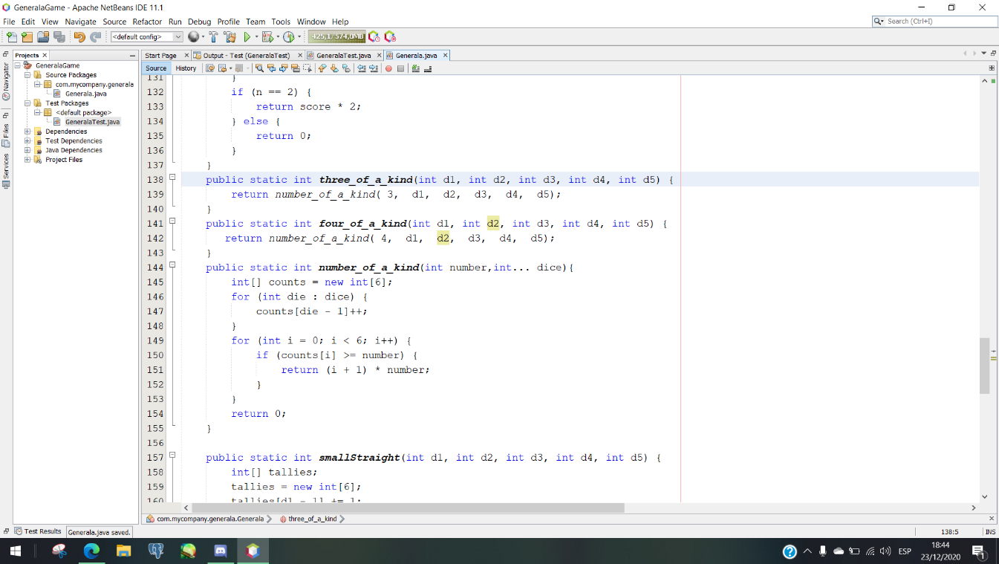 GeneralaGame - Apache NetBeans IDE 11.1
File Edit View Navigate Source Refactor Run Debug Profile Team Tools Window Help
Search (Ctrl+I)
<default config>
425,1/574,0MB
Projects
Start Page
Output - Test (GeneralaTest)
GeneralaTest.java
Generala.java
Source History
Navigator
Files
Services
GeneralaGame
Source Packages
com.mycompany.generala
Generala.java
Test Packages
<default package>
GeneralaTest.java
Dependencies
Test Dependencies
Java Dependencies
Project Files
131 }
132 if (n == 2) {
133 return score * 2;
134 } else {
135 return 0;
136 }
137 }
138 public static int three_of_a_kind(int d1, int d2, int d3, int d4, int d5) {
139 return number_of_a_kind( 3, d1, d2, d3, d4, d5);
140 }
141 public static int four_of_a_kind(int d1, int d2, int d3, int d4, int d5) {
142 return number_of_a_kind( 4, d1, d2, d3, d4, d5);
143 }
144 public static int number_of_a_kind(int number,int... dice){
145 int[] counts = new int[6];
146 for (int die : dice) {
147 counts[die - 1]++;
148 }
149 for (int i = 0; i < 6; i++) {
150 if (counts[i] >= number) {
151 return (i + 1) * number;
152 }
153 }
154 return 0;
155 }
156
157 public static int smallStraight(int d1, int d2, int d3, int d4, int d5) {
158 int[] tallies;
159 tallies = new int[6];
160 tallies[d1 - 1] += 1;
com.mycompany.generala.Generala
three_of_a_kind
Test Results
Generala.java saved.
138:5
INS
ESP
18:44
23/12/2020
1